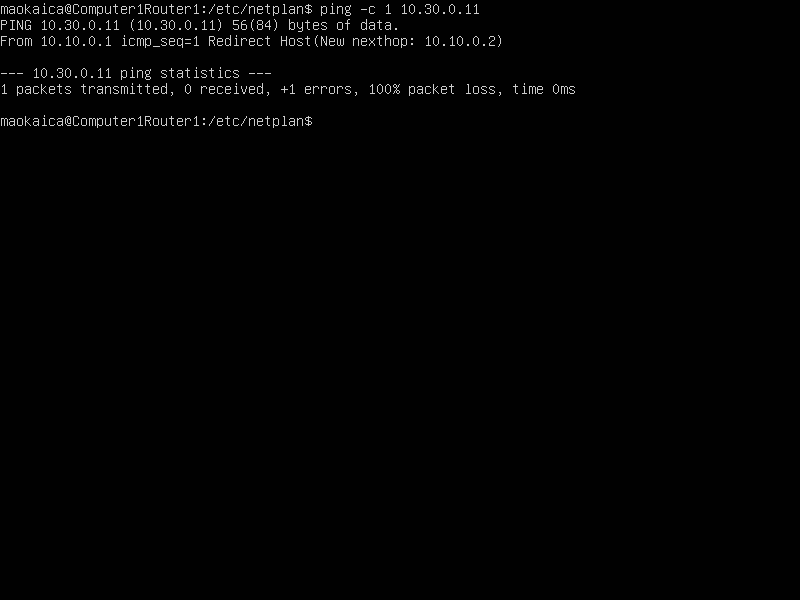 maokaica@Computer1Router1:/etc/netplan$ ping -c 1 10.30.0.11
PING 10.30.0.11 (10.30.0.11) 56(84) bytes of data.
From 10.10.0.1 icmp_seq=1 Redirect Host(New nexthop: 10.10.0.2)
--- 10.30.0.11 ping statistics ---
1 packets transmitted, 0 received, +1 errors, 100% packet loss, time 0ms
maokaica@Computer1Router1:/etc/netplan$